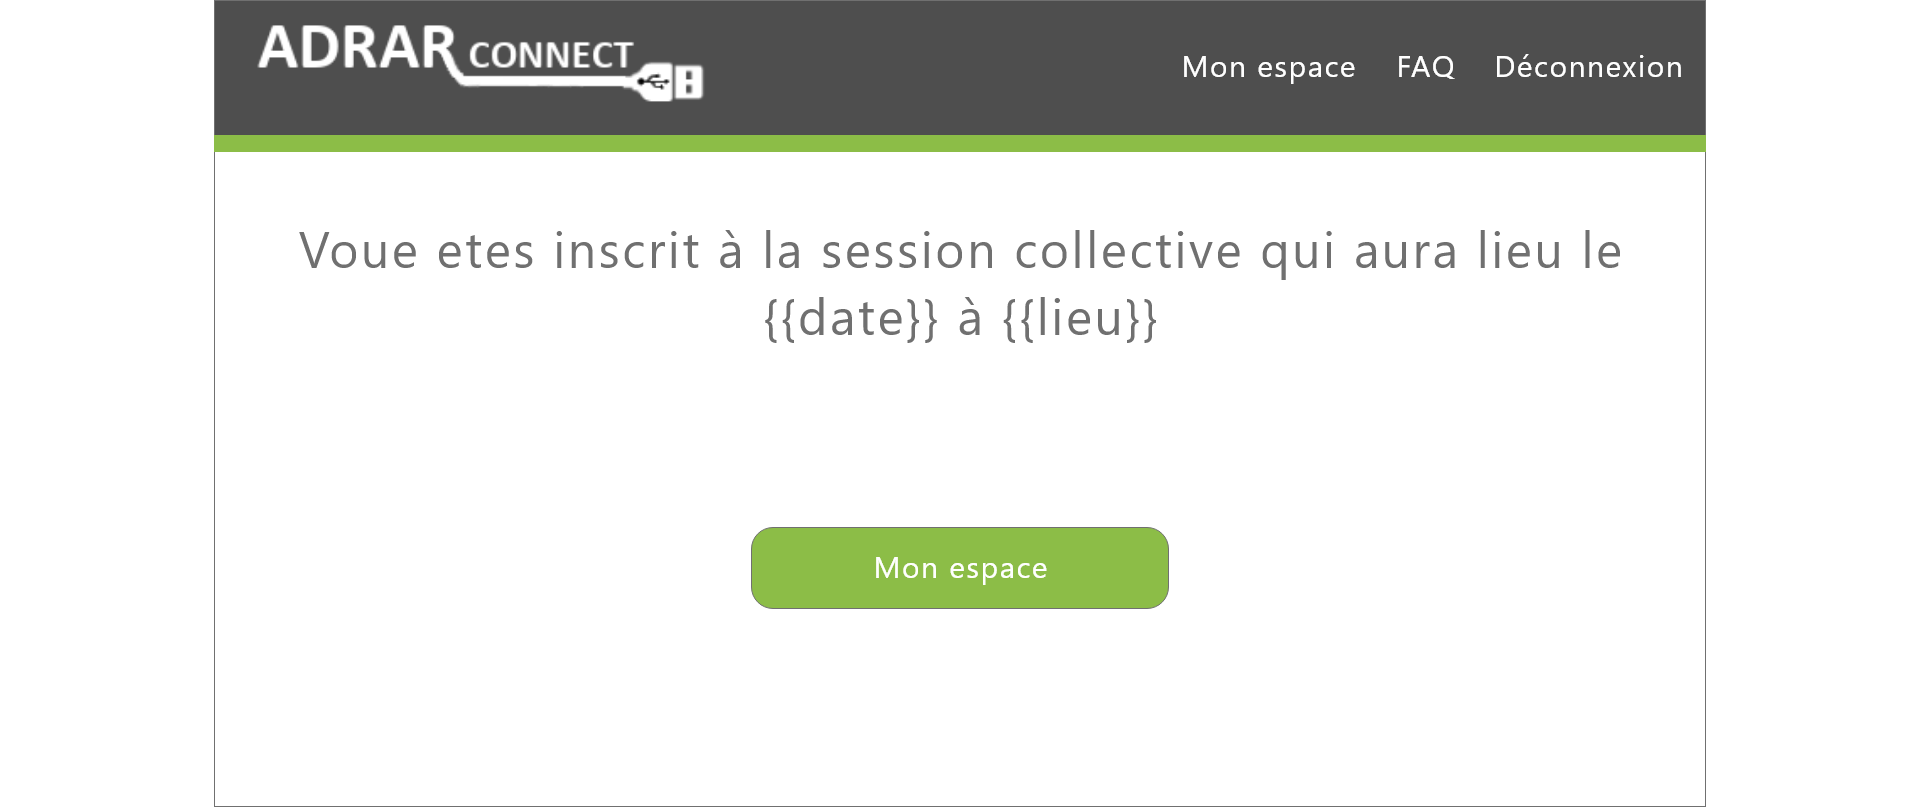 ADRAR CONNECT
Mon espace FAQ Déconnexion
Voue etes inscrit à la session collective qui aura lieu le
{{date}} à {{lieu}}
Mon espace